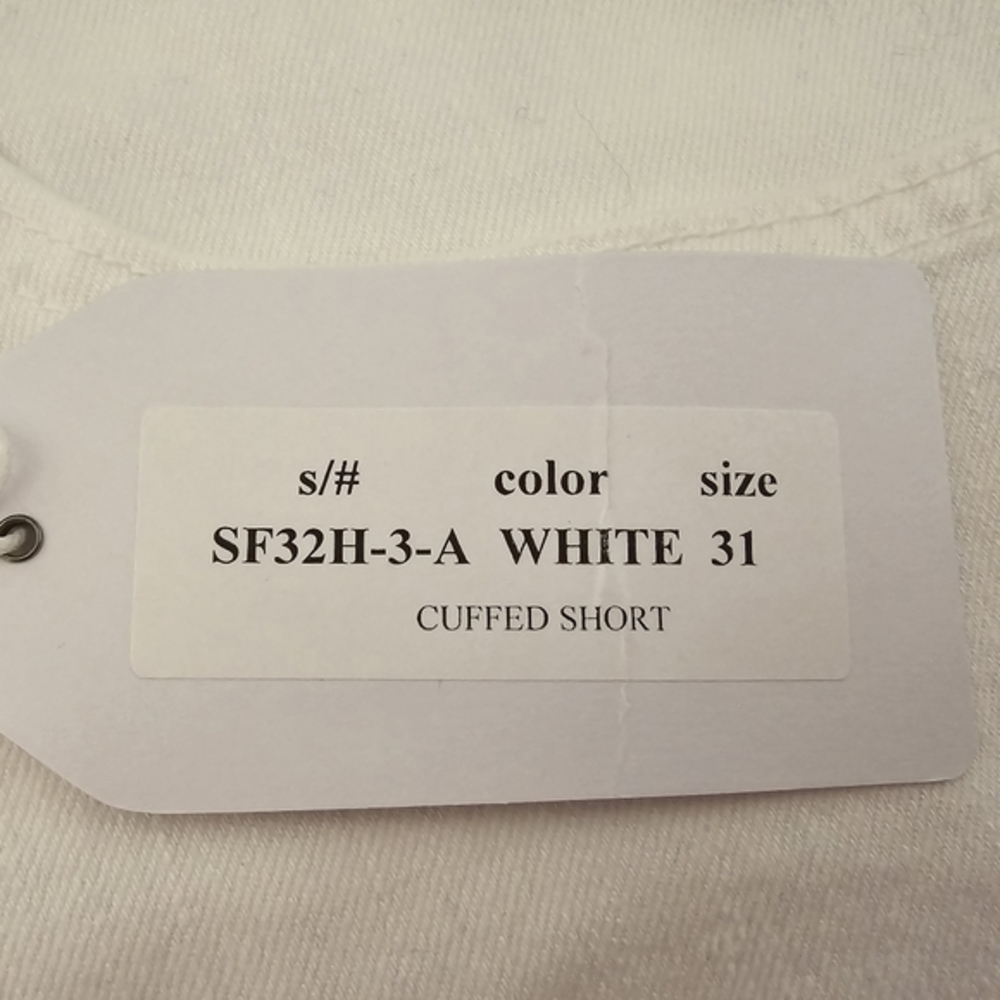 s/# color size
SF32H-3-A WHITE 31
CUFFED SHORT